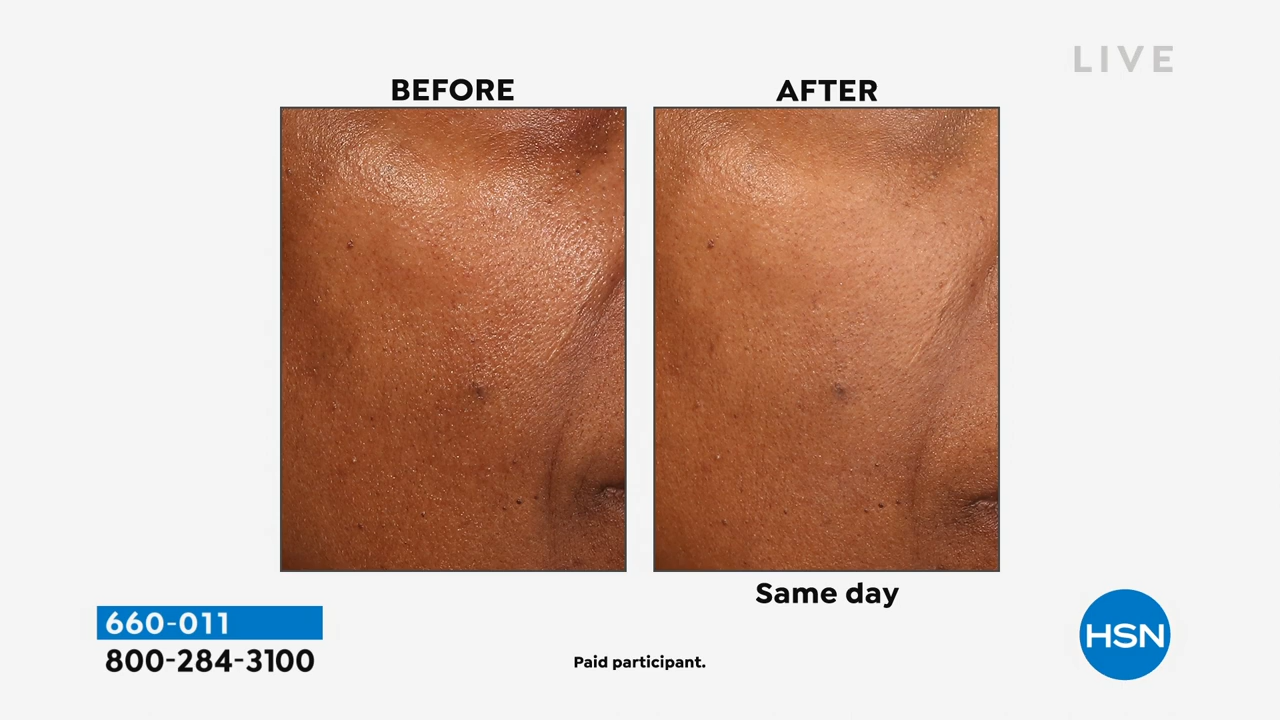 LIVE
BEFORE
AFTER
Same day
660-011
800-284-3100
Paid participant.
HSN